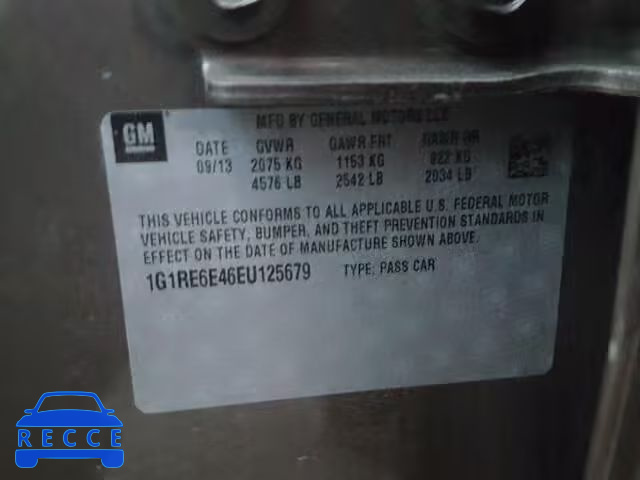 MFD BY GENERAL MOTORS LLC
GM
DATE GVWR GAWR FRT GAWR RR
09/13 2075 KG 1153 KG 922 KG
4576 LB 2542 LB 2034 LB
THIS VEHICLE CONFORMS TO ALL APPLICABLE U.S. FEDERAL MOTOR
VEHICLE SAFETY, BUMPER, AND THEFT PREVENTION STANDARDS IN
EFFECT ON THE DATE OF MANUFACTURE SHOWN ABOVE.
1G1RE6E46EU125679 TYPE: PASS CAR
RECCE